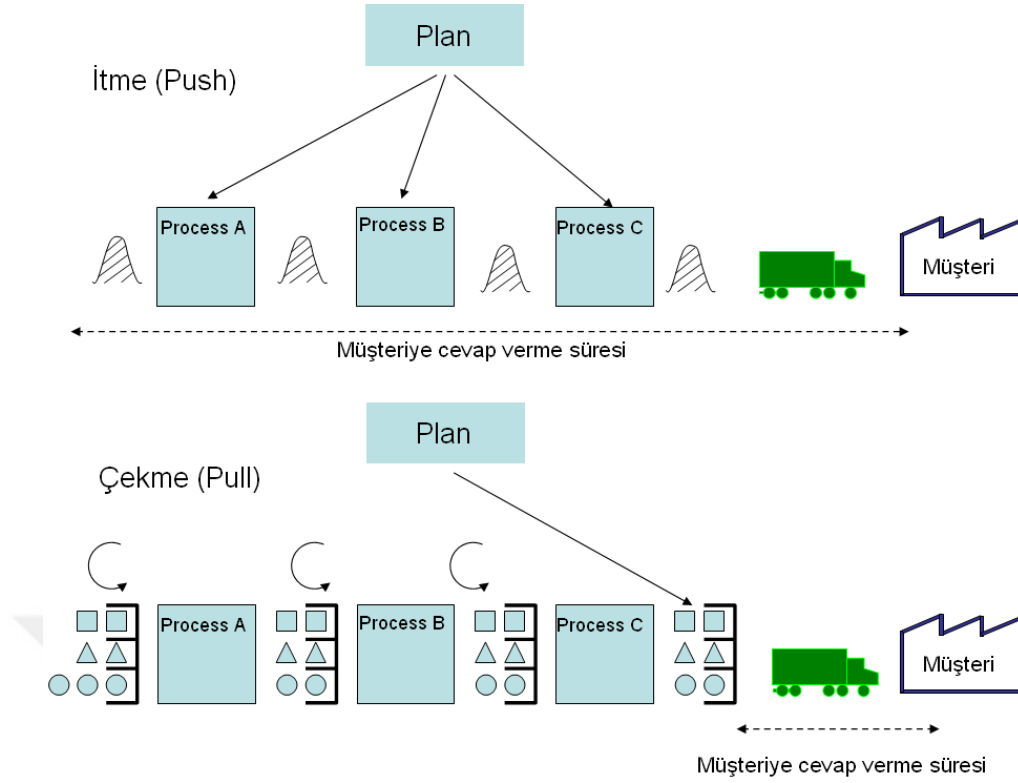 Plan
İtme (Push)
Process A
Process B
Process C
Müşteri
Müşteriye cevap verme süresi
Plan
Çekme (Pull)
Process A
Process B
Process C
Müşteri
Müşteriye cevap verme süresi